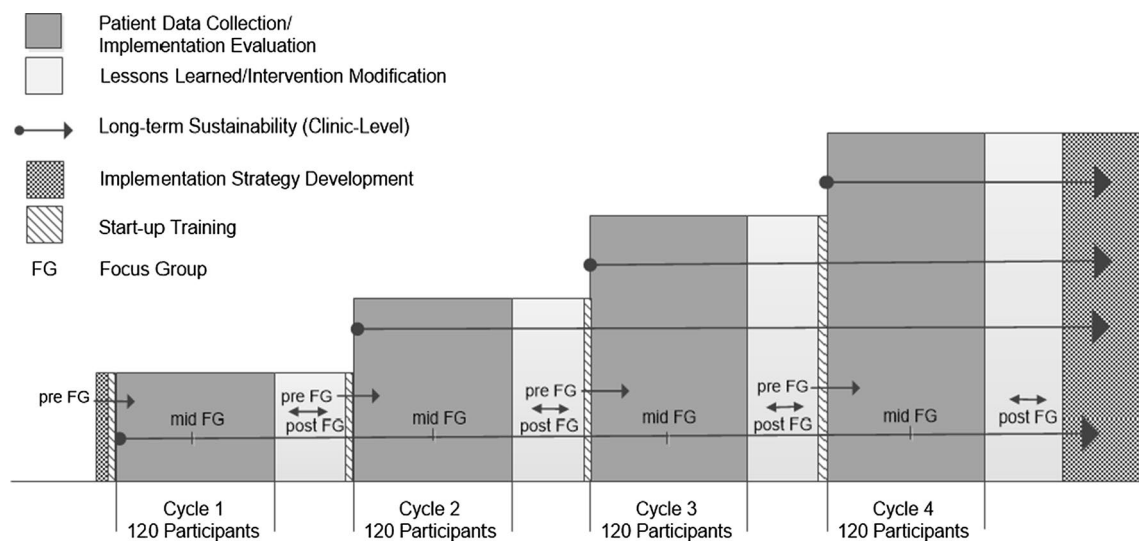 Patient Data Collection/
Implementation Evaluation
Lessons Learned/Intervention Modification
Long-term Sustainability (Clinic-Level)
Implementation Strategy Development
Start-up Training
FG Focus Group
pre FG
mid FG
pre FG
post FG
mid FG
pre FG
post FG
mid FG
pre FG
post FG
mid FG
post FG
Cycle 1
120 Participants
Cycle 2
120 Participants
Cycle 3
120 Participants
Cycle 4
120 Participants